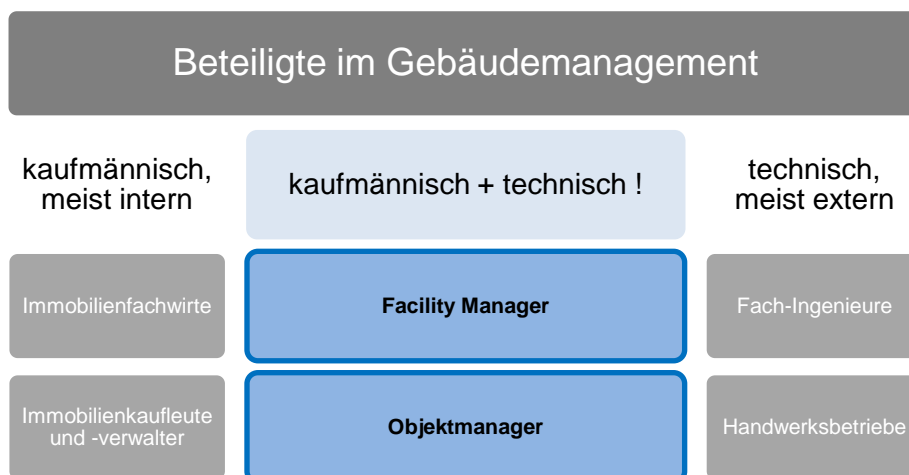 Beteiligte im Gebäudemanagement
kaufmännisch,
meist intern
kaufmännisch + technisch !
technisch,
meist extern
Immobilienfachwirte
Facility Manager
Fach-Ingenieure
Immobilienkaufleute
und -verwalter
Objektmanager
Handwerksbetriebe